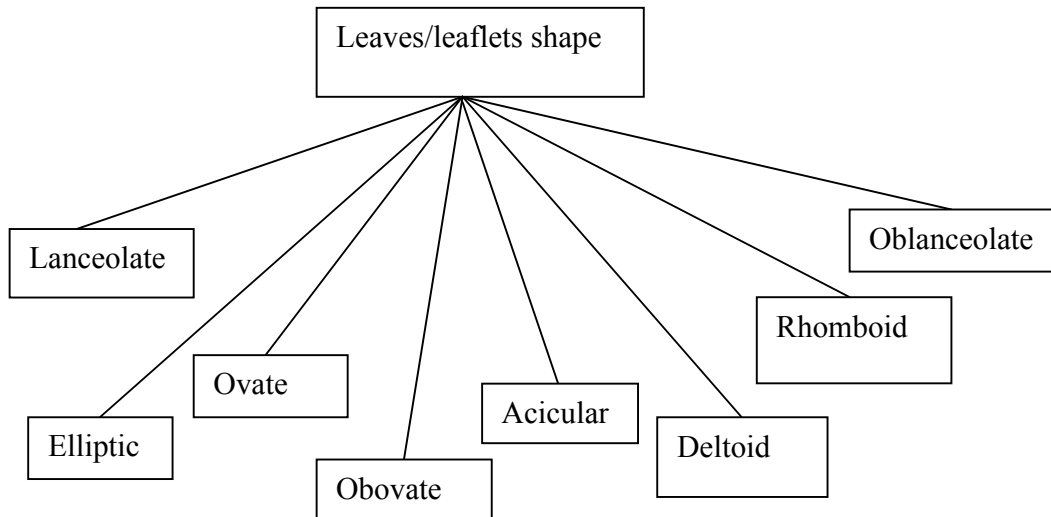 Leaves/leaflets shape
Lanceolate
Oblanceolate
Rhomboid
Ovate
Acicular
Elliptic
Deltoid
Obovate